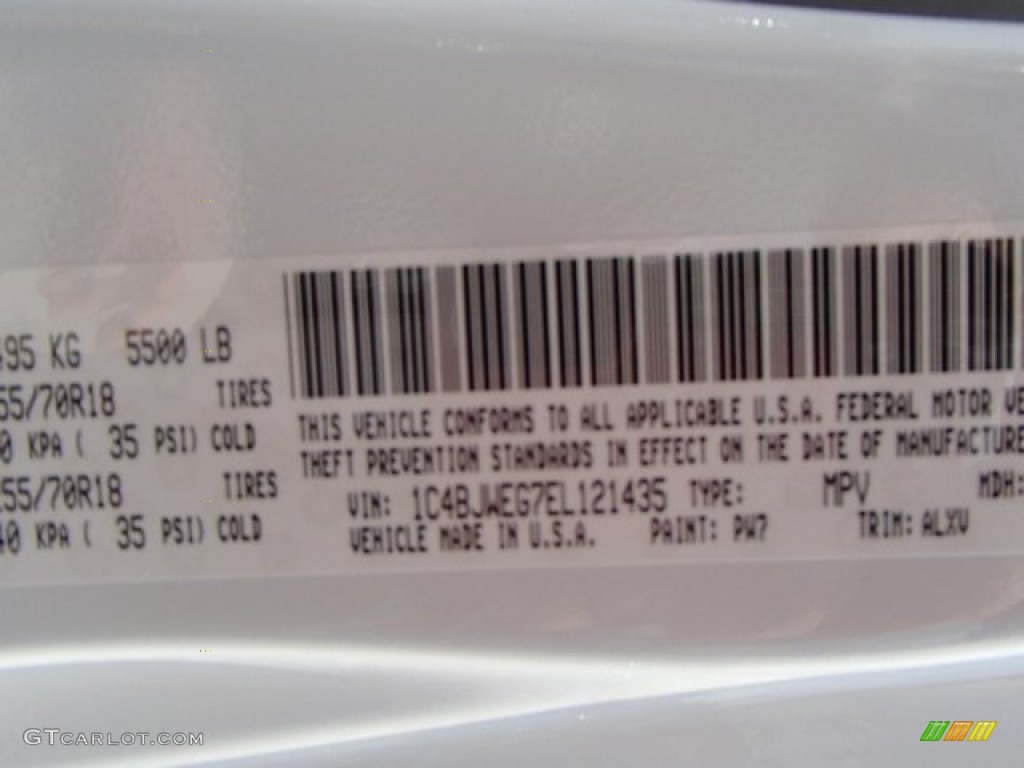 495 KG 5500 LB
55/70R18 TIRES
0 KPA ( 35 PSI) COLD
255/70R18 TIRES
40 KPA ( 35 PSI) COLD
THIS VEHICLE CONFORMS TO ALL APPLICABLE U.S.A. FEDERAL MOTOR VE
THEFT PREVENTION STANDARDS IN EFFECT ON THE DATE OF MANUFACTURE
VIN: 1C4BJWEG7EL121435 TYPE: MPV MDH:
VEHICLE MADE IN U.S.A. PAINT: PW7 TRIM: ALXV
GTCARLOT.COM